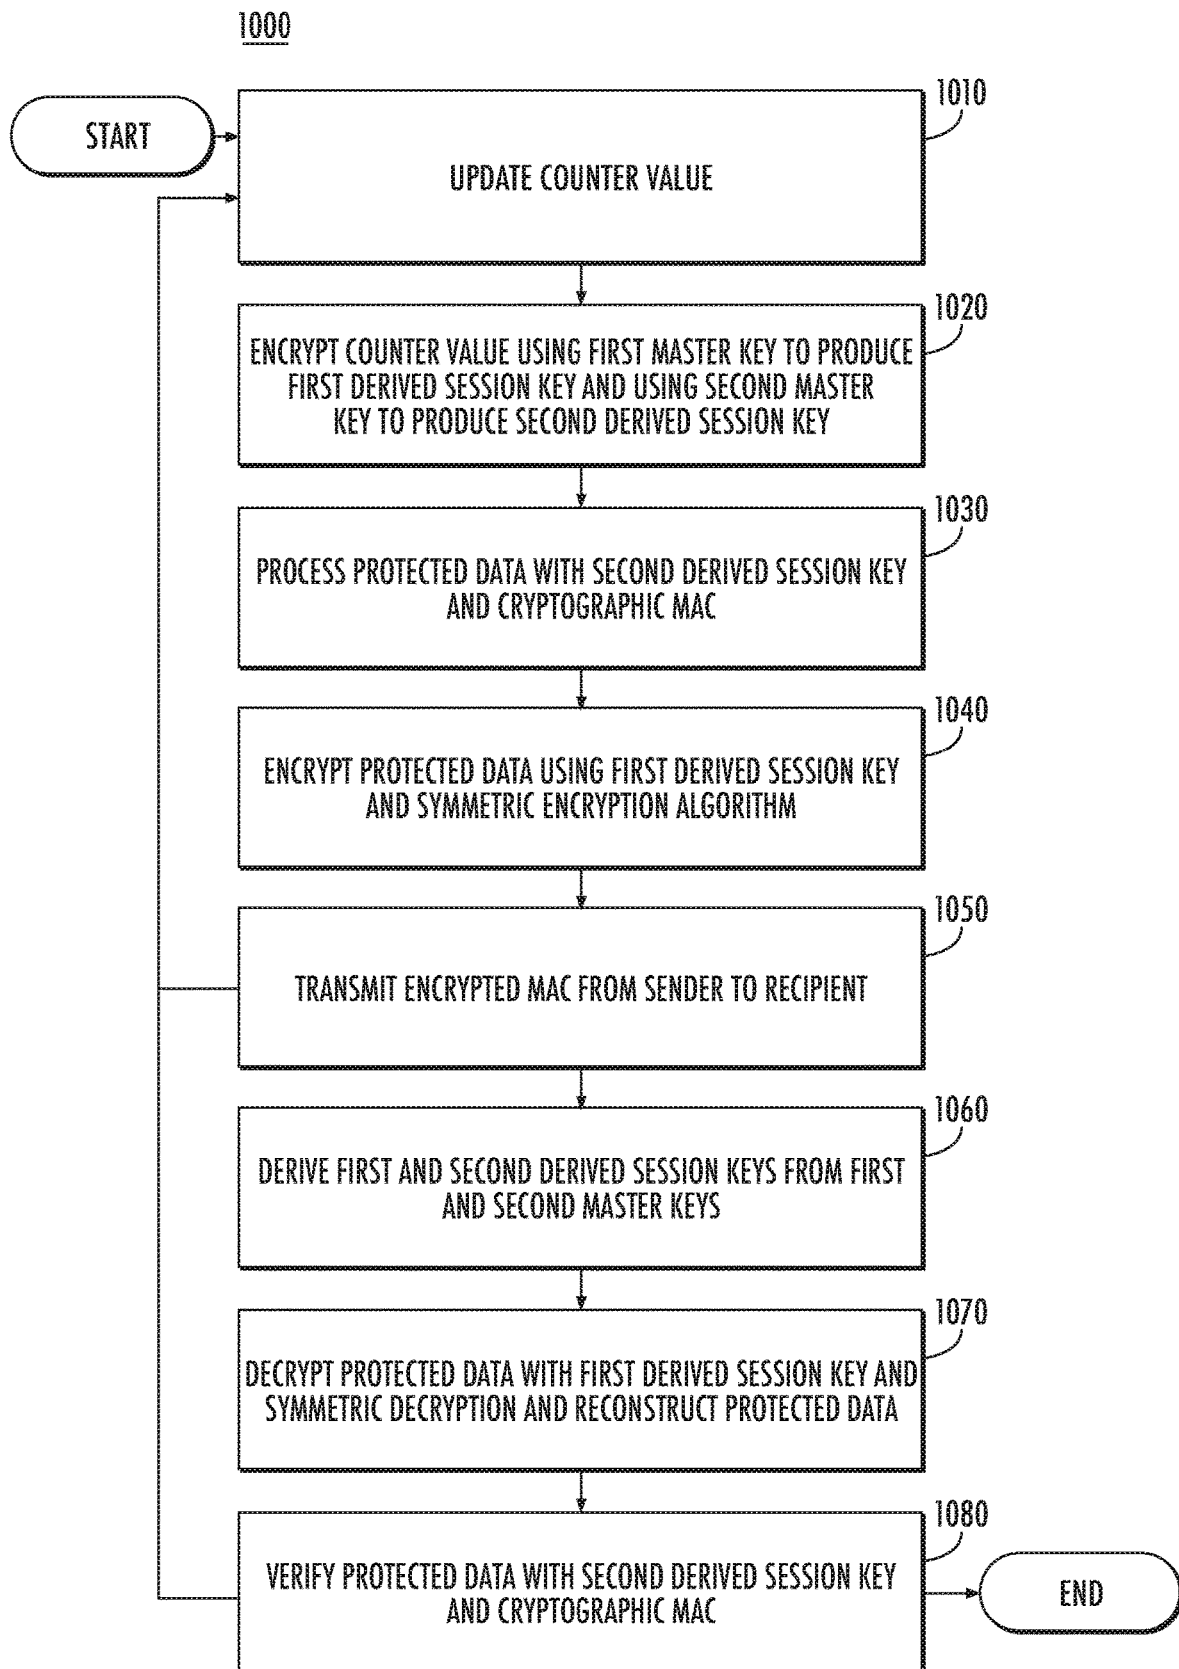 1000
START
1010
UPDATE COUNTER VALUE
1020
ENCRYPT COUNTER VALUE USING FIRST MASTER KEY TO PRODUCE
FIRST DERIVED SESSION KEY AND USING SECOND MASTER
KEY TO PRODUCE SECOND DERIVED SESSION KEY
1030
PROCESS PROTECTED DATA WITH SECOND DERIVED SESSION KEY
AND CRYPTOGRAPHIC MAC
1040
ENCRYPT PROTECTED DATA USING FIRST DERIVED SESSION KEY
AND SYMMETRIC ENCRYPTION ALGORITHM
1050
TRANSMIT ENCRYPTED MAC FROM SENDER TO RECIPIENT
1060
DERIVE FIRST AND SECOND DERIVED SESSION KEYS FROM FIRST
AND SECOND MASTER KEYS
1070
DECRYPT PROTECTED DATA WITH FIRST DERIVED SESSION KEY AND
SYMMETRIC DECRYPTION AND RECONSTRUCT PROTECTED DATA
1080
VERIFY PROTECTED DATA WITH SECOND DERIVED SESSION KEY
AND CRYPTOGRAPHIC MAC
END